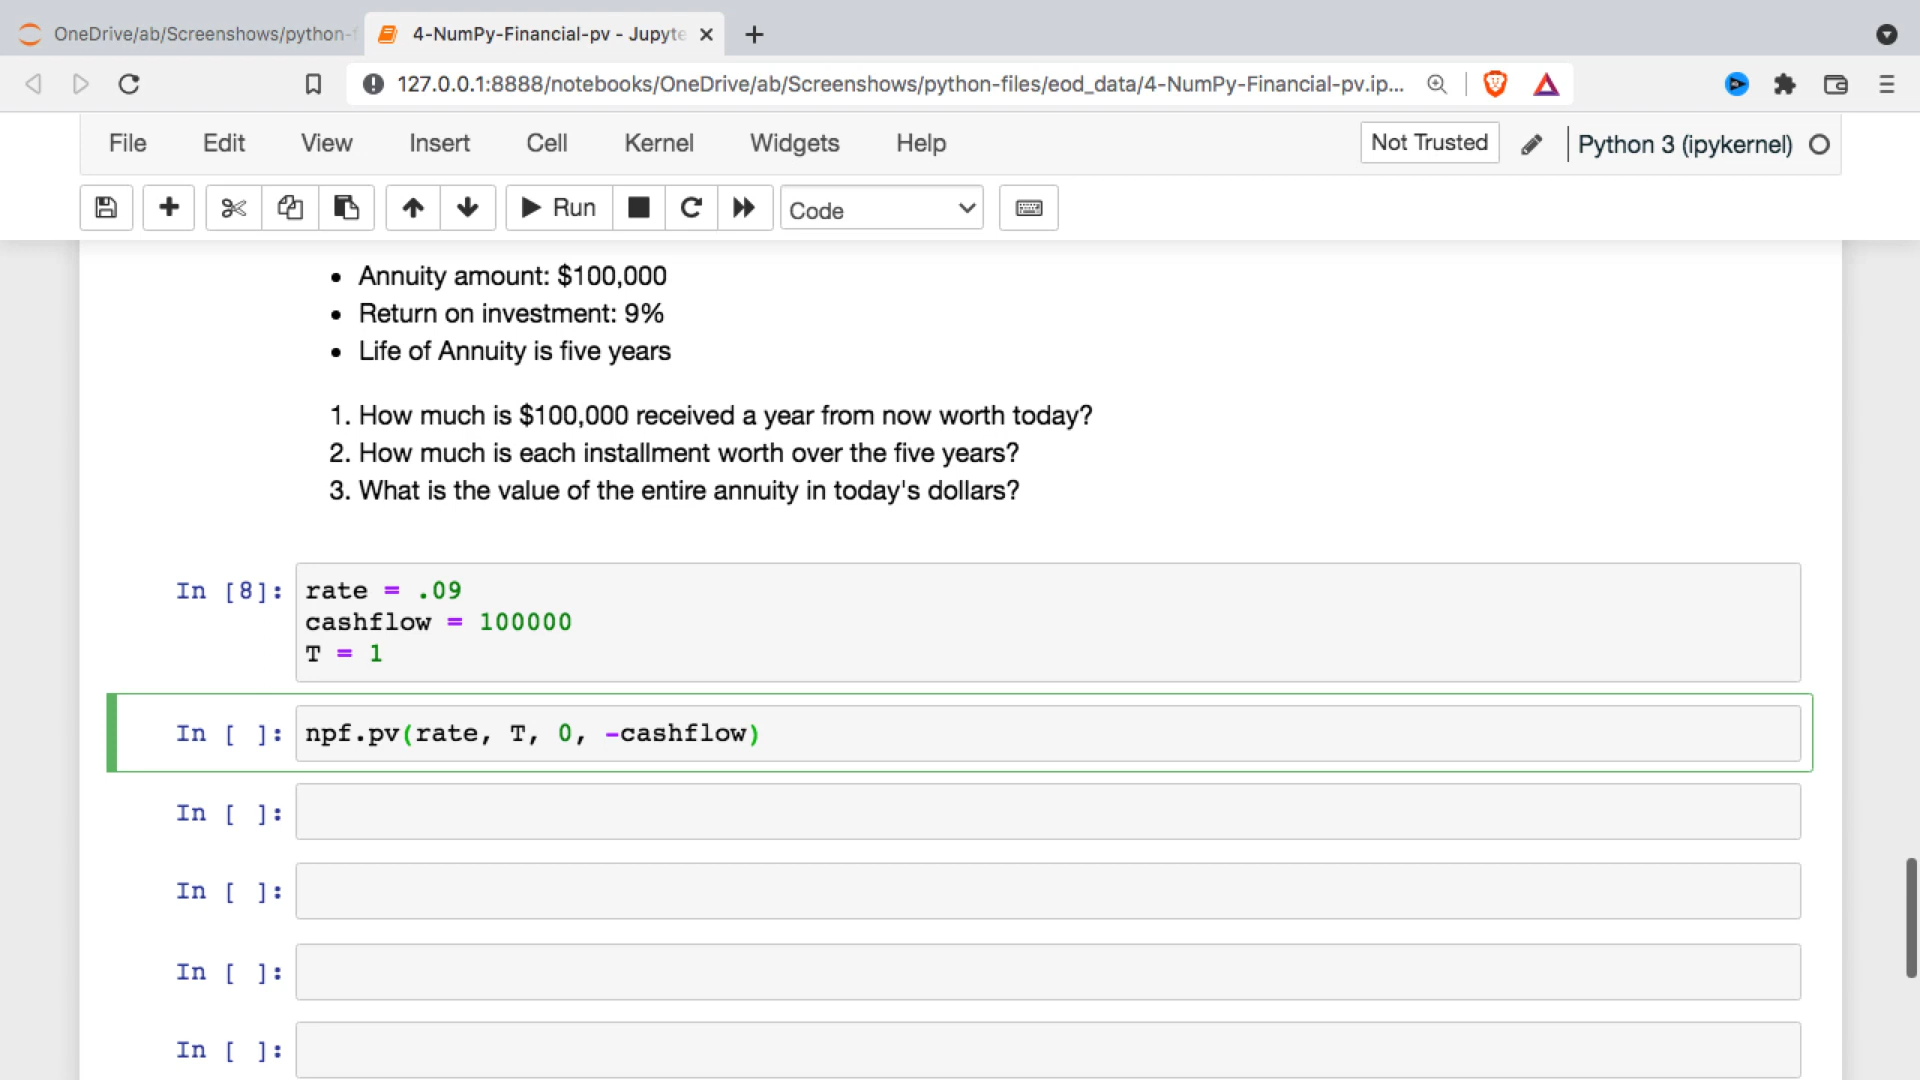 OneDrive/ab/Screenshows/python-f
4-NumPy-Financial-pv - Jupyte
127.0.0.1:8888/notebooks/OneDrive/ab/Screenshows/python-files/eod_data/4-NumPy-Financial-pv.ip...
File Edit View Insert Cell Kernel Widgets Help Not Trusted Python 3 (ipykernel)
Run Code
• Annuity amount: $100,000
• Return on investment: 9%
• Life of Annuity is five years
1. How much is $100,000 received a year from now worth today?
2. How much is each installment worth over the five years?
3. What is the value of the entire annuity in today's dollars?
In [8]: rate = .09
cashflow = 100000
T = 1
In [ ]: npf.pv(rate, T, 0, -cashflow)
In [ ]:
In [ ]:
In [ ]:
In [ ]: